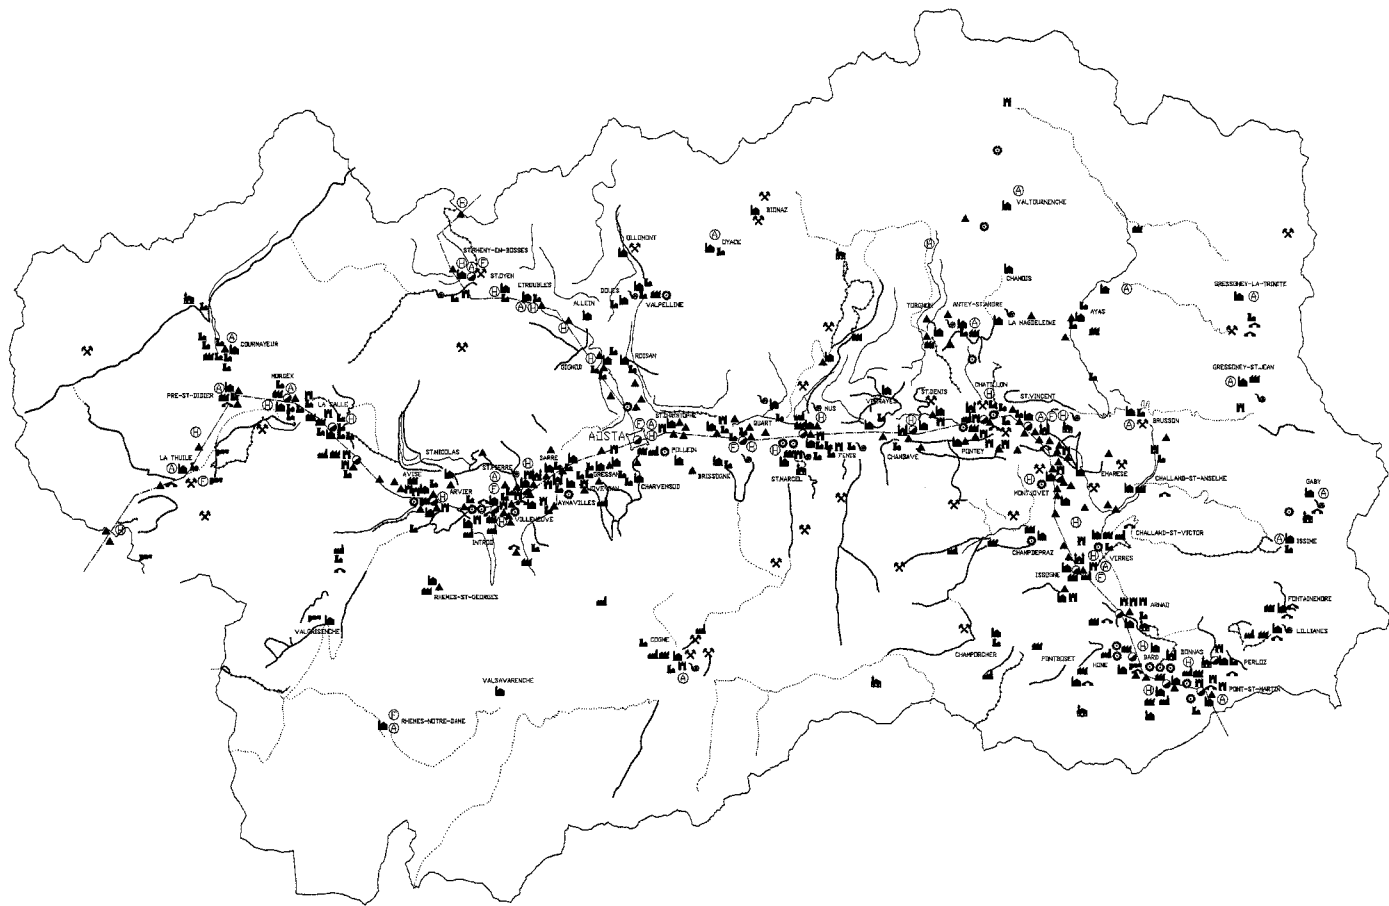 VALTOURNENCHE
BIONAZ
OYACE
OLLOMONT
ST.RHEMY-EN-BOSSES
ST.OYEN
ETROUBLES
ALLEIN
DOUES
VALPELLINE
CHAMOIS
GRESSONEY-LA-TRINITE
TORGNON
ANTEY-ST.ANDRE
LA MAGDELEINE
AYAS
COURMAYEUR
GIGNOD
ROISAN
GRESSONEY-ST.JEAN
MORGEX
PRE-ST.DIDIER
LA SALLE
VERRAYES
ST.DENIS
CHATILLON
ST.VINCENT
BRUSSON
AOSTA
ST.CHRISTOPHE
QUART
NUS
LA THUILE
ST.NICOLAS
SARRE
POLLEIN
BRISSOGNE
FENIS
CHAMBAVE
PONTEY
EMARESE
ST.MARCEL
AVISE
ST.PIERRE
GRESSAN
JOVENCAN
CHARVENSOD
CHALLAND-ST.ANSELME
GABY
ARVIER
AYMAVILLES
VILLENEUVE
MONTJOVET
INTROD
CHALLAND-ST.VICTOR
ISSIME
CHAMPDEPRAZ
VERRES
ISSOGNE
RHEMES-ST.GEORGES
FONTAINEMORE
ARNAD
VALGRISENCHE
LILLIANES
COGNE
CHAMPORCHER
PONTBOSET
HONE
BARD
DONNAS
PERLOZ
VALSAVARENCHE
PONT-ST.MARTIN
RHEMES-NOTRE-DAME